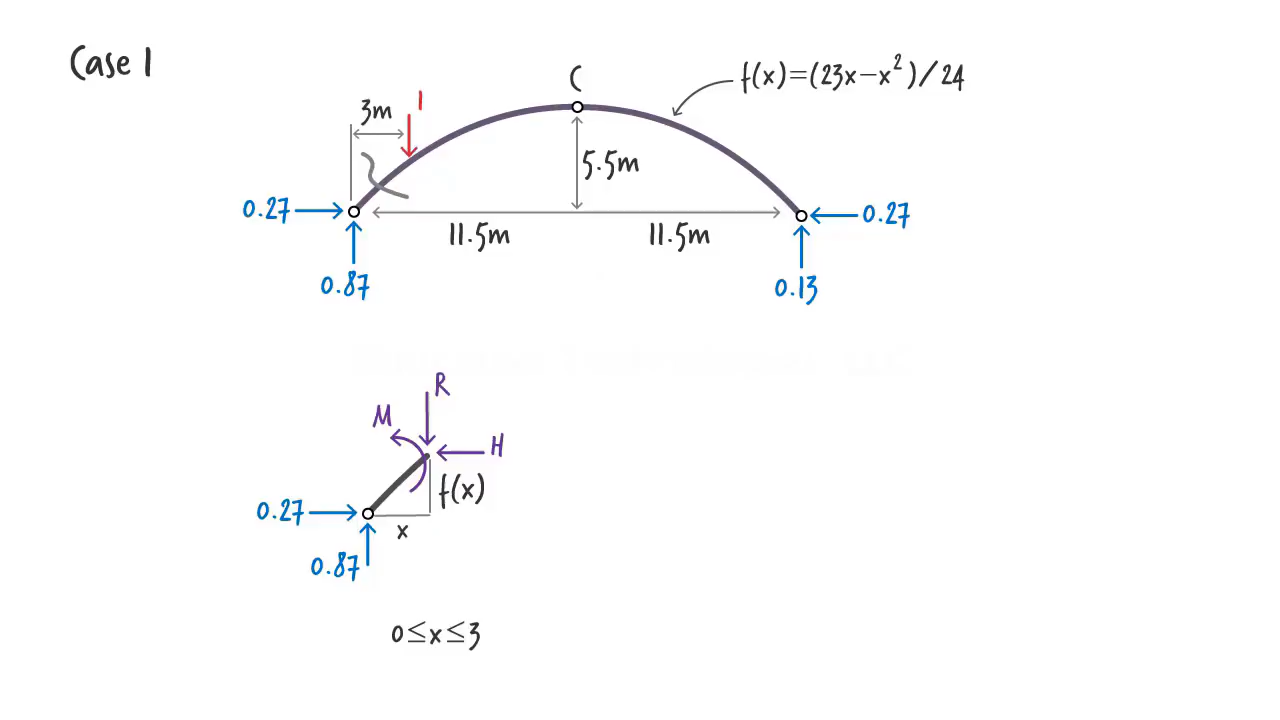 Case 1
C
f(x)=(23x-x²)/24
3m
1
5.5m
0.27
0.27
11.5m
11.5m
0.87
0.13
R
M
H
f(x)
0.27
x
0.87
0≤x≤3